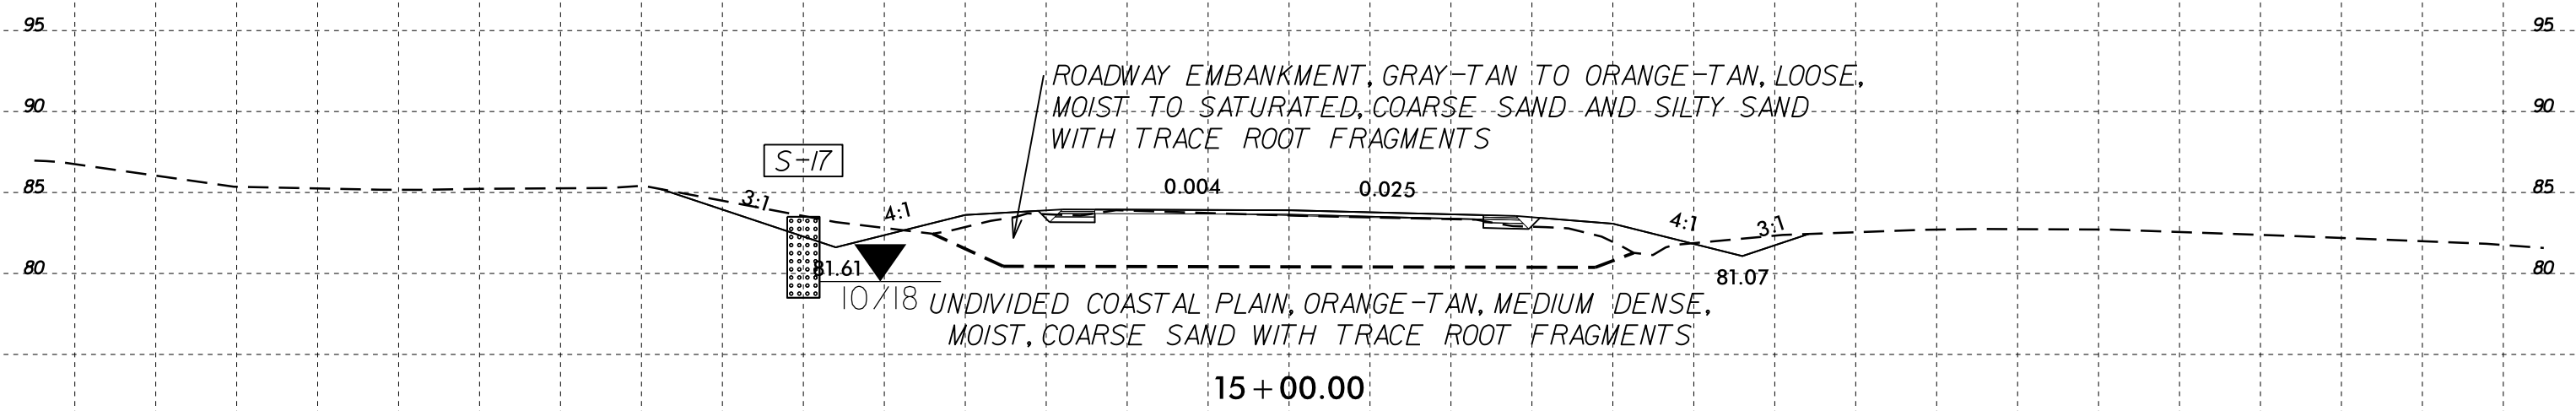 95 95
ROADWAY EMBANKMENT, GRAY-TAN TO ORANGE-TAN, LOOSE,
90 MOIST TO SATURATED, COARSE SAND AND SILTY SAND 90
WITH TRACE ROOT FRAGMENTS
S-17
85 0.004 0.025 85
3:1 4:1 4:1 3:1
80 81.61 81.07 80
10/18 UNDIVIDED COASTAL PLAIN, ORANGE-TAN, MEDIUM DENSE,
MOIST, COARSE SAND WITH TRACE ROOT FRAGMENTS
15+00.00